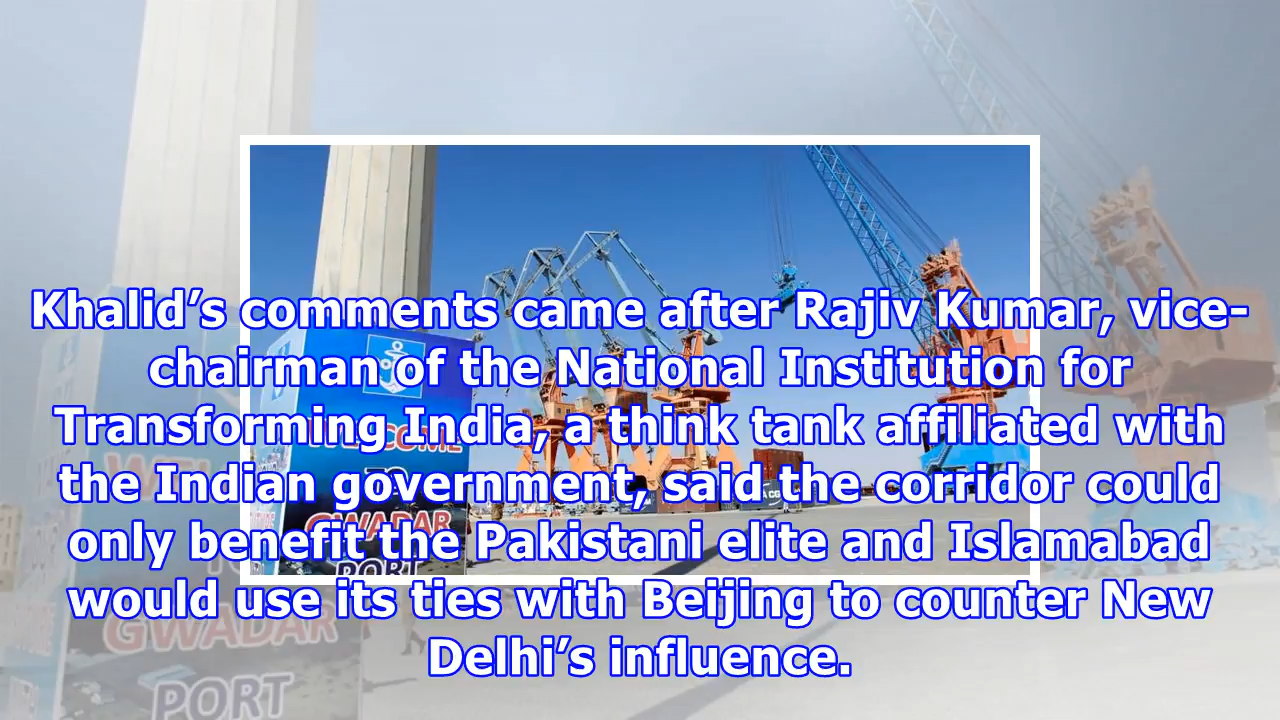 Khalid’s comments came after Rajiv Kumar, vice-
chairman of the National Institution for
Transforming India, a think tank affiliated with
the Indian government, said the corridor could
only benefit the Pakistani elite and Islamabad
would use its ties with Beijing to counter New
Delhi’s influence.
WELCOME
TO
GWADAR
PORT